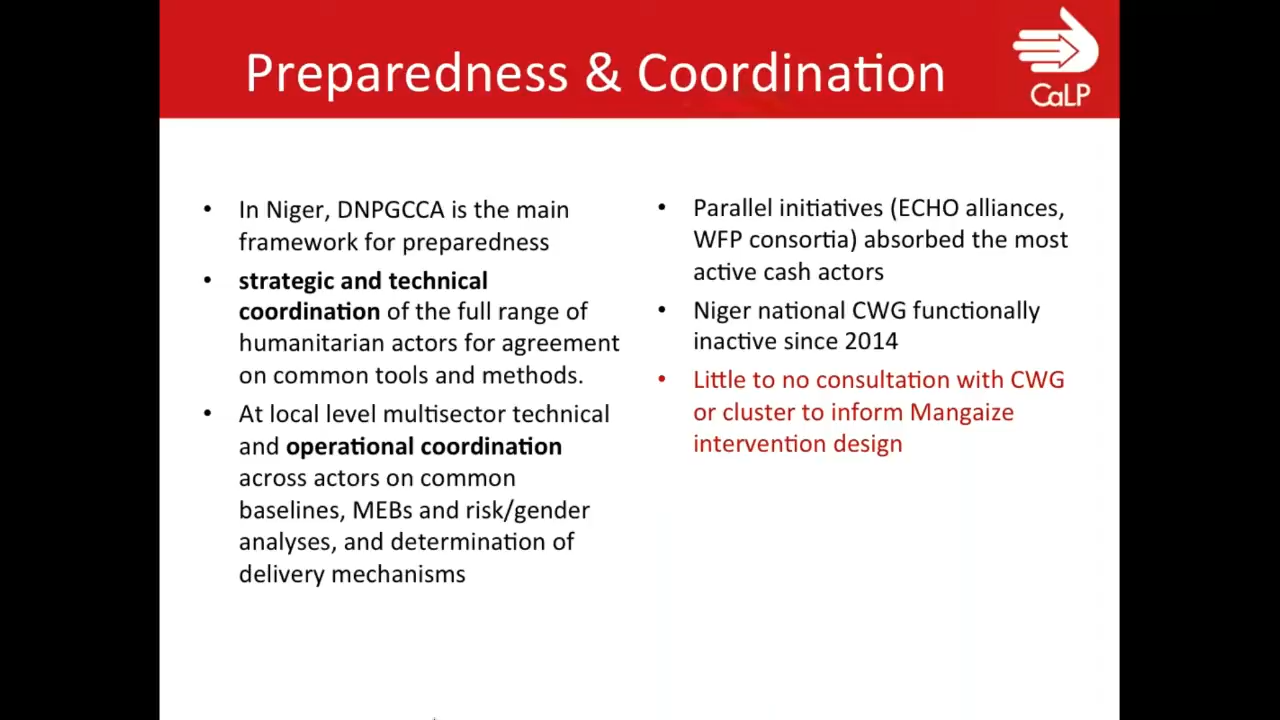 Preparedness & Coordination
CaLP
• In Niger, DNPGCCA is the main
framework for preparedness
• strategic and technical
coordination of the full range of
humanitarian actors for agreement
on common tools and methods.
• At local level multisector technical
and operational coordination
across actors on common
baselines, MEBs and risk/gender
analyses, and determination of
delivery mechanisms
• Parallel initiatives (ECHO alliances,
WFP consortia) absorbed the most
active cash actors
• Niger national CWG functionally
inactive since 2014
• Little to no consultation with CWG
or cluster to inform Mangaize
intervention design